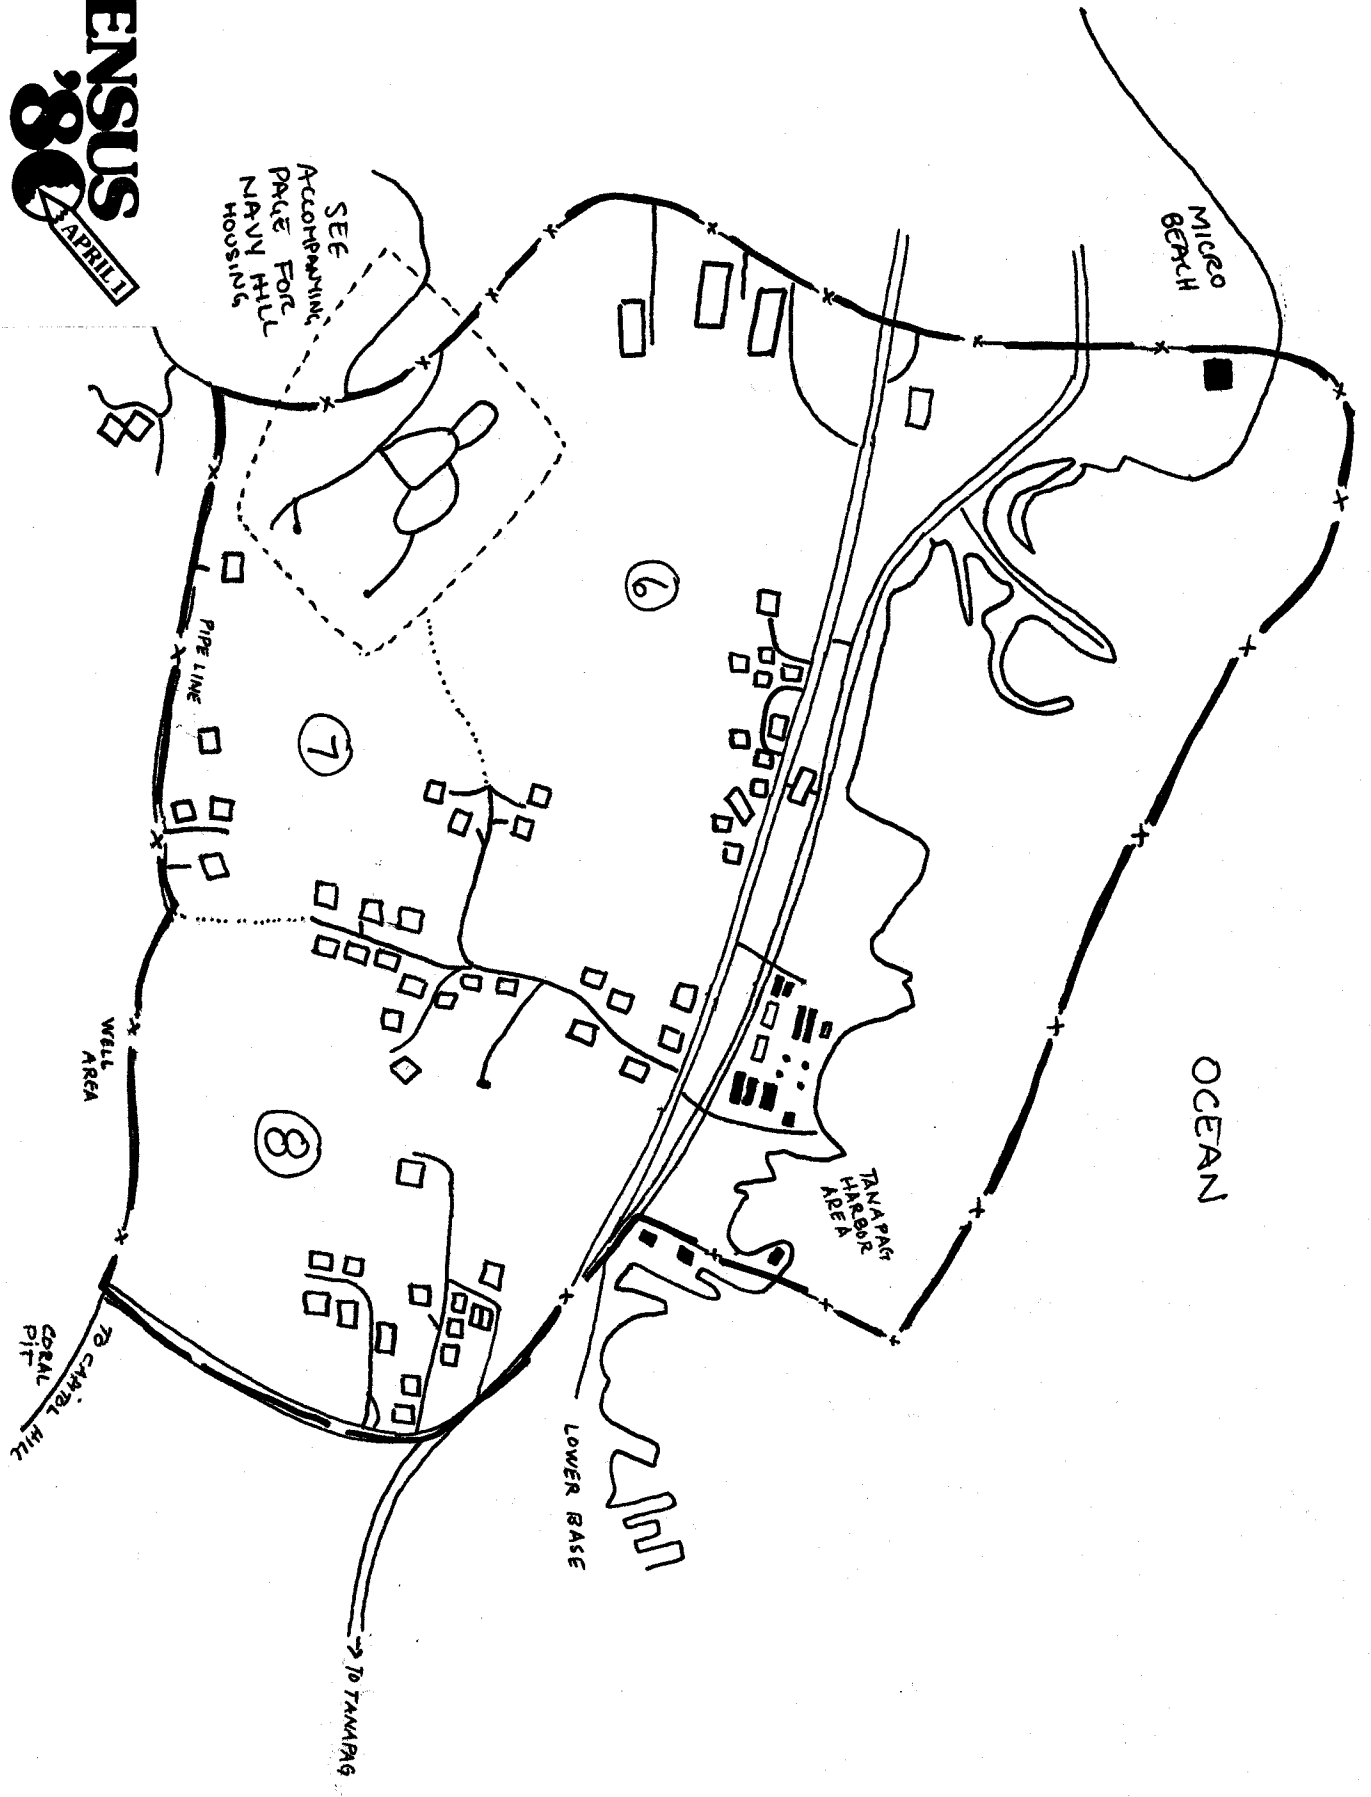 ENSUS
'80
APRIL 1
SEE
ACCOMPANYING
PAGE FOR
NAVY HILL
HOUSING
MICRO
BEACH
6
PIPE LINE
7
OCEAN
WELL
AREA
8
TANAPAG
HARBOR
AREA
TO CAPITOL HILL
CORAL
PIT
LOWER BASE
→ TO TANAPAG